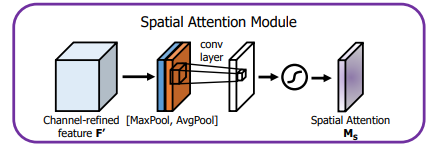 Spatial Attention Module
conv
layer
Channel-refined
feature F’
[MaxPool, AvgPool]
Spatial Attention
Ms